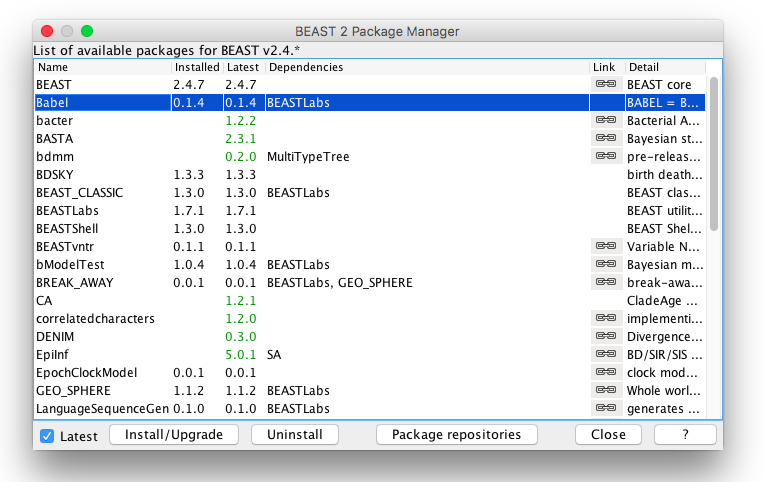 BEAST 2 Package Manager
List of available packages for BEAST v2.4.*
Name Installed Latest Dependencies Link Detail
BEAST 2.4.7 2.4.7 BEAST core
Babel 0.1.4 0.1.4 BEASTLabs BABEL = B...
bacter 1.2.2 Bacterial A...
BASTA 2.3.1 Bayesian st...
bdmm 0.2.0 MultiTypeTree pre-releas...
BDSKY 1.3.3 1.3.3 birth death...
BEAST_CLASSIC 1.3.0 1.3.0 BEASTLabs BEAST clas...
BEASTLabs 1.7.1 1.7.1 BEAST utilit...
BEASTShell 1.3.0 1.3.0 BEAST Shel...
BEASTvntr 0.1.1 0.1.1 Variable N...
bModelTest 1.0.4 1.0.4 BEASTLabs Bayesian m...
BREAK_AWAY 0.0.1 0.0.1 BEASTLabs, GEO_SPHERE break-awa...
CA 1.2.1 CladeAge ...
correlatedcharacters 1.2.0 implementi...
DENIM 0.3.0 Divergence...
EpiInf 5.0.1 SA BD/SIR/SIS ...
EpochClockModel 0.0.1 0.0.1 clock mod...
GEO_SPHERE 1.1.2 1.1.2 BEASTLabs Whole worl...
LanguageSequenceGen 0.1.0 0.1.0 BEASTLabs generates ...
Latest Install/Upgrade Uninstall Package repositories Close ?